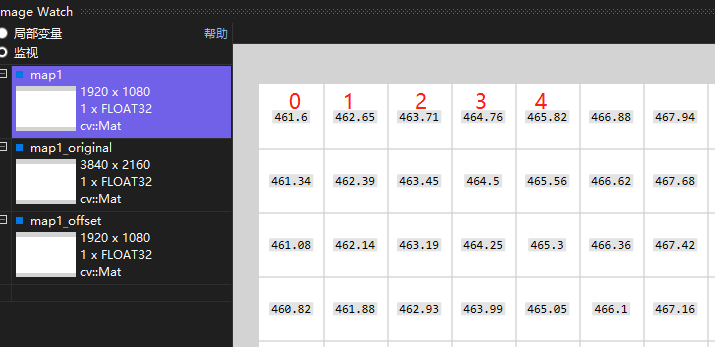 mage Watch
局部变量
帮助
监视
map1
1920 x 1080
1 x FLOAT32
cv::Mat
map1_original
3840 x 2160
1 x FLOAT32
cv::Mat
map1_offset
1920 x 1080
1 x FLOAT32
cv::Mat
0 1 2 3 4
461.6 462.65 463.71 464.76 465.82 466.88 467.94
461.34 462.39 463.45 464.5 465.56 466.62 467.68
461.08 462.14 463.19 464.25 465.3 466.36 467.42
460.82 461.88 462.93 463.99 465.05 466.1 467.16